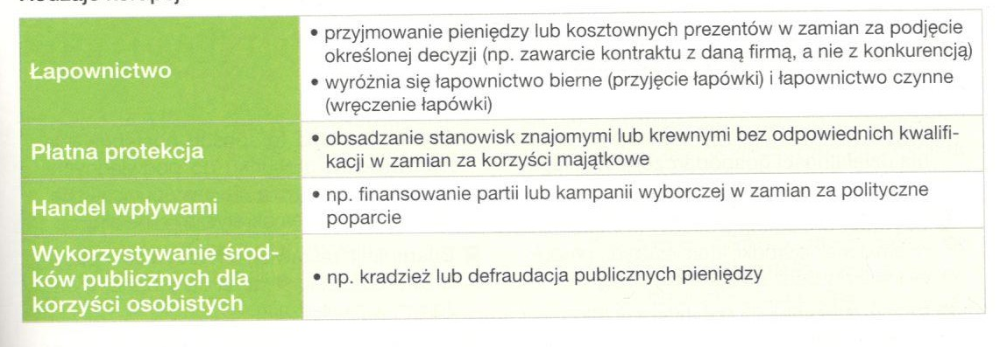 Łapownictwo
• przyjmowanie pieniędzy lub kosztownych prezentów w zamian za podjęcie
określonej decyzji (np. zawarcie kontraktu z daną firmą, a nie z konkurencją)
• wyróżnia się łapownictwo bierne (przyjęcie łapówki) i łapownictwo czynne
(wręczenie łapówki)
Płatna protekcja
• obsadzanie stanowisk znajomymi lub krewnymi bez odpowiednich kwalifi-
kacji w zamian za korzyści majątkowe
Handel wpływami
• np. finansowanie partii lub kampanii wyborczej w zamian za polityczne
poparcie
Wykorzystywanie środ-
ków publicznych dla
korzyści osobistych
• np. kradzież lub defraudacja publicznych pieniędzy